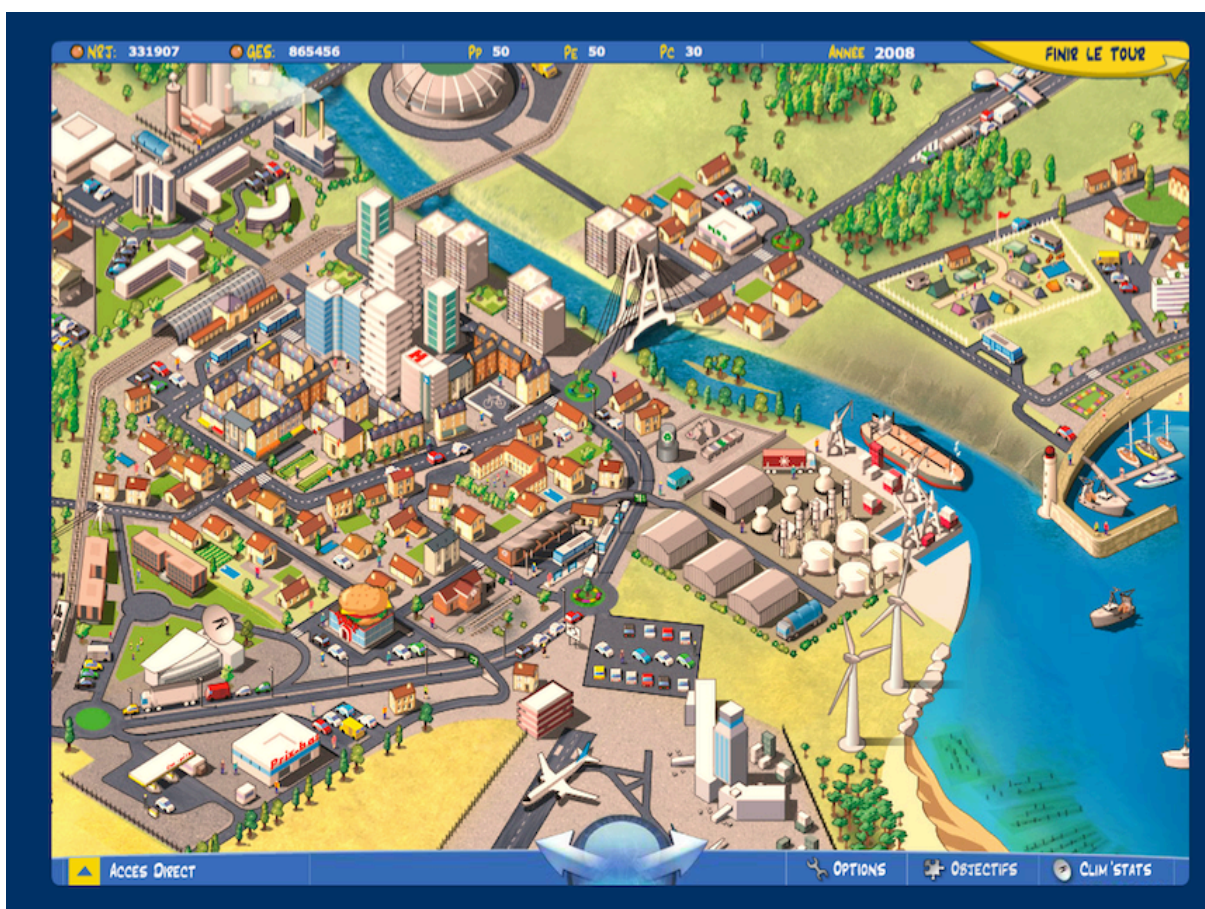 NRJ: 331907 GES: 865456 PP 50 PE 50 PC 30 ANNÉE 2008 FINIR LE TOUR
H
Prixbas
ACCES DIRECT OPTIONS OBJECTIFS CLIM'STATS